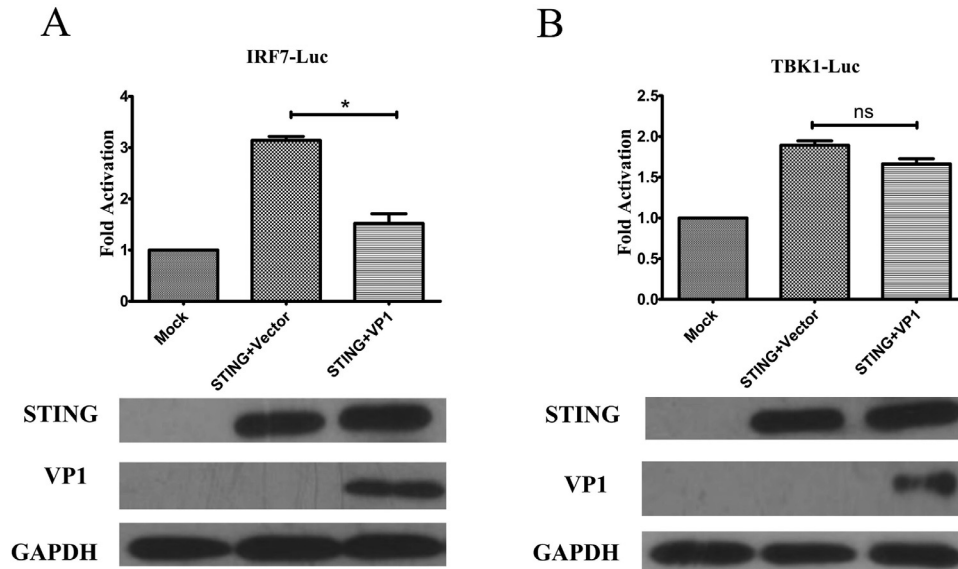 A
IRF7-Luc
Fold Activation
4
3
2
1
0
*
Mock
STING+Vector
STING+VP1
STING
VP1
GAPDH
B
TBK1-Luc
Fold Activation
2.5
2.0
1.5
1.0
0.5
0.0
ns
Mock
STING+Vector
STING+VP1
STING
VP1
GAPDH